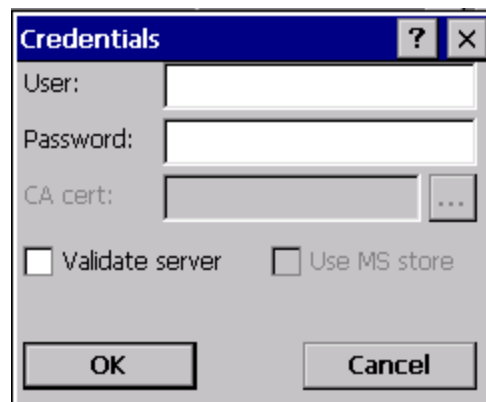 Credentials ? ×
User:
Password:
CA cert: ...
Validate server Use MS store
OK Cancel